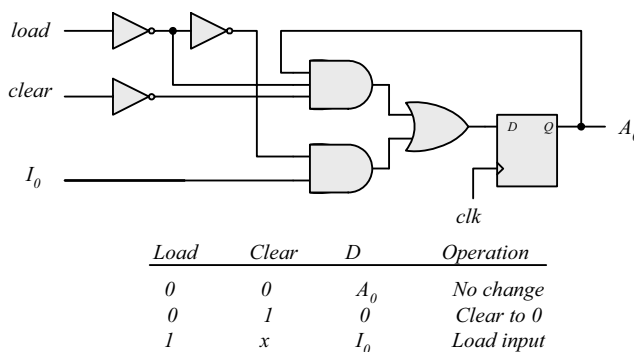 load
clear
I₀
D Q
A₀
clk
Load Clear D Operation
0 0 A₀ No change
0 1 0 Clear to 0
1 x I₀ Load input